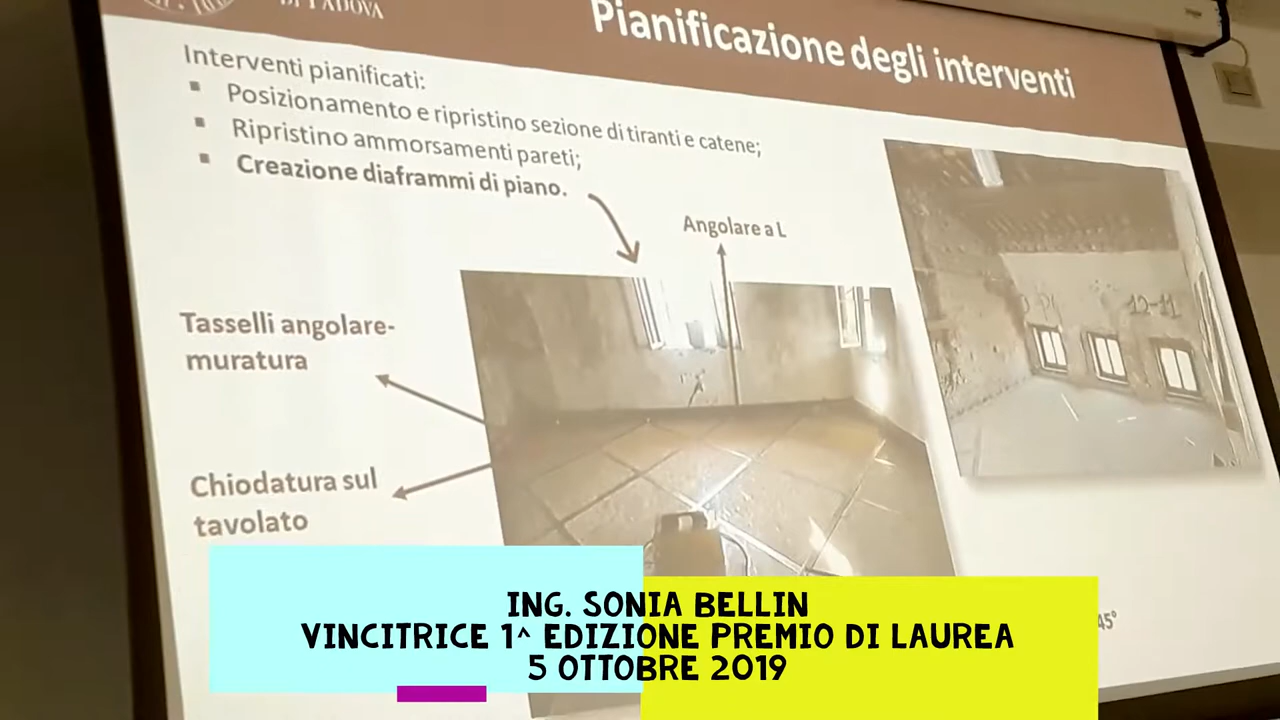 DI PADOVA
Pianificazione degli interventi
Interventi pianificati:
▪ Posizionamento e ripristino sezione di tiranti e catene;
▪ Ripristino ammorsamenti pareti;
▪ Creazione diaframmi di piano.
Angolare a L
Tasselli angolare-
muratura
Chiodatura sul
tavolato
12-11
45°
ING. SONIA BELLIN
VINCITRICE 1^ EDIZIONE PREMIO DI LAUREA
5 OTTOBRE 2019